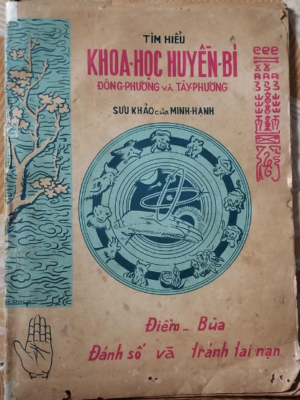 TÌM HIỂU
KHOA-HỌC HUYỀN-BÍ
ĐÔNG-PHƯƠNG và TÂY-PHƯƠNG
SƯU KHẢO của MINH-HẠNH
Điềm - Bùa
Đánh số và tránh tai nạn